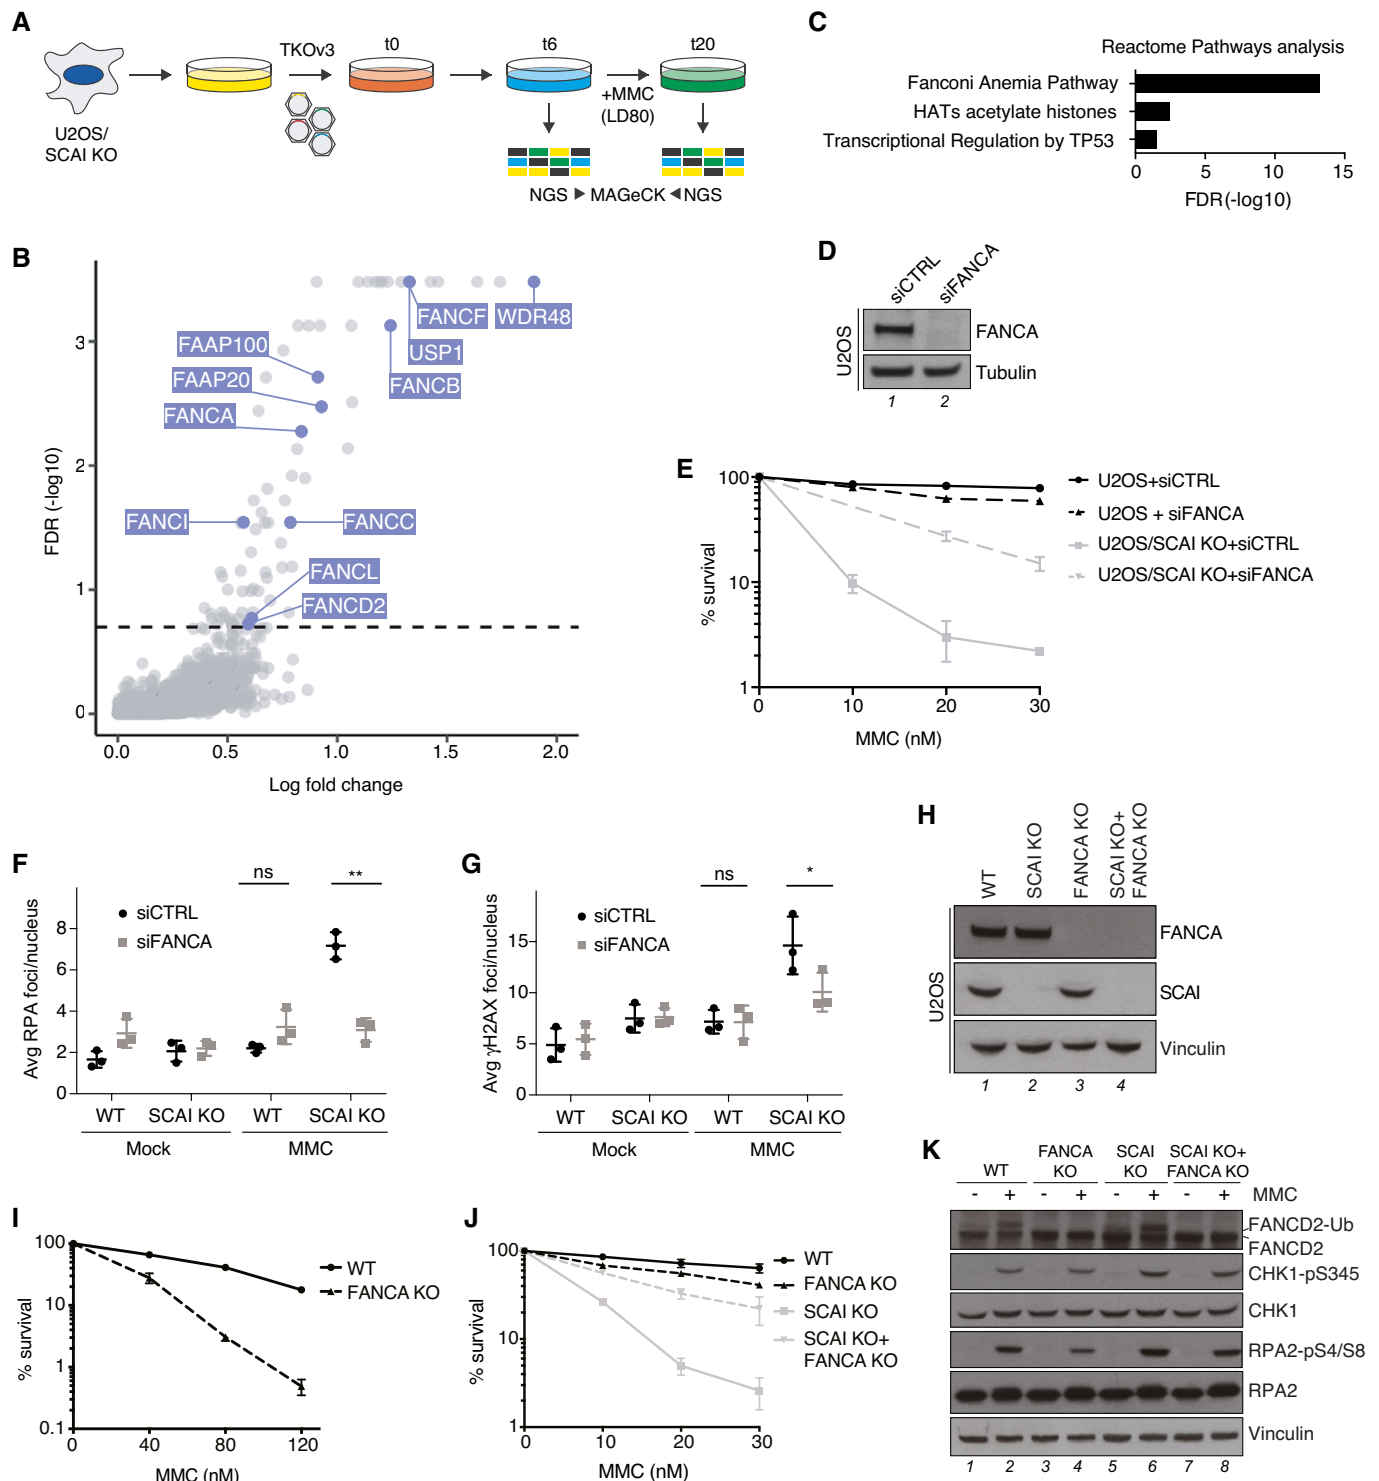 A
U2OS/
SCAI KO
TKOv3
t0
t6
t20
+MMC
(LD80)
NGS
MAGeCK
NGS
C
Reactome Pathways analysis
Fanconi Anemia Pathway
HATs acetylate histones
Transcriptional Regulation by TP53
0
5
10
15
FDR(-log10)
B
FDR (-log10)
3
2
1
0
0.0
0.5
1.0
1.5
2.0
Log fold change
FANCF
WDR48
USP1
FANCB
FAAP100
FAAP20
FANCA
FANCI
FANCC
FANCL
FANCD2
D
siCTRL
siFANCA
U2OS
FANCA
Tubulin
1
2
E
% survival
100
10
1
0
10
20
30
MMC (nM)
U2OS+siCTRL
U2OS + siFANCA
U2OS/SCAI KO+siCTRL
U2OS/SCAI KO+siFANCA
F
Avg RPA foci/nucleus
8
6
4
2
0
siCTRL
siFANCA
ns
**
WT
SCAI KO
WT
SCAI KO
Mock
MMC
G
Avg γH2AX foci/nucleus
15
10
5
0
siCTRL
siFANCA
ns
*
WT
SCAI KO
WT
SCAI KO
Mock
MMC
H
WT
SCAI KO
FANCA KO
SCAI KO+
FANCA KO
U2OS
FANCA
SCAI
Vinculin
1
2
3
4
I
% survival
100
10
1
0.1
0
40
80
120
MMC (nM)
WT
FANCA KO
J
% survival
100
10
1
0
10
20
30
MMC (nM)
WT
FANCA KO
SCAI KO
SCAI KO+
FANCA KO
K
WT
FANCA
KO
SCAI
KO
SCAI KO+
FANCA KO
- + - + - + - + MMC
FANCD2-Ub
FANCD2
CHK1-pS345
CHK1
RPA2-pS4/S8
RPA2
Vinculin
1 2 3 4 5 6 7 8